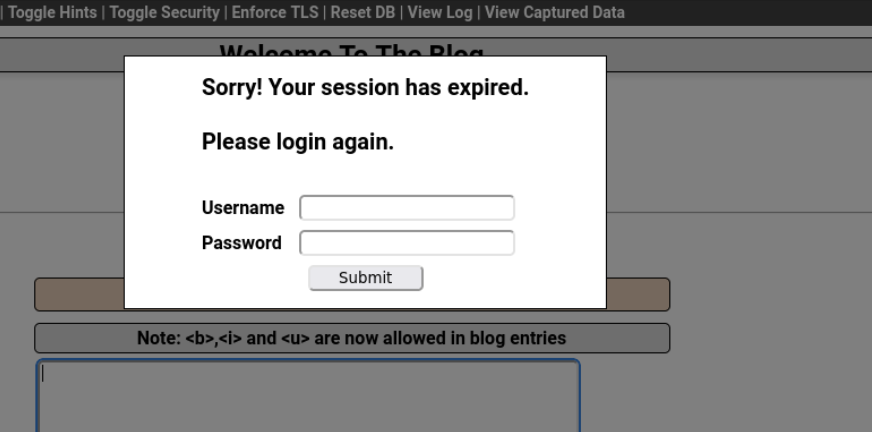 | Toggle Hints | Toggle Security | Enforce TLS | Reset DB | View Log | View Captured Data
Welcome To The Blog
Sorry! Your session has expired.
Please login again.
Username
Password
Submit
Note: <b>,<i> and <u> are now allowed in blog entries